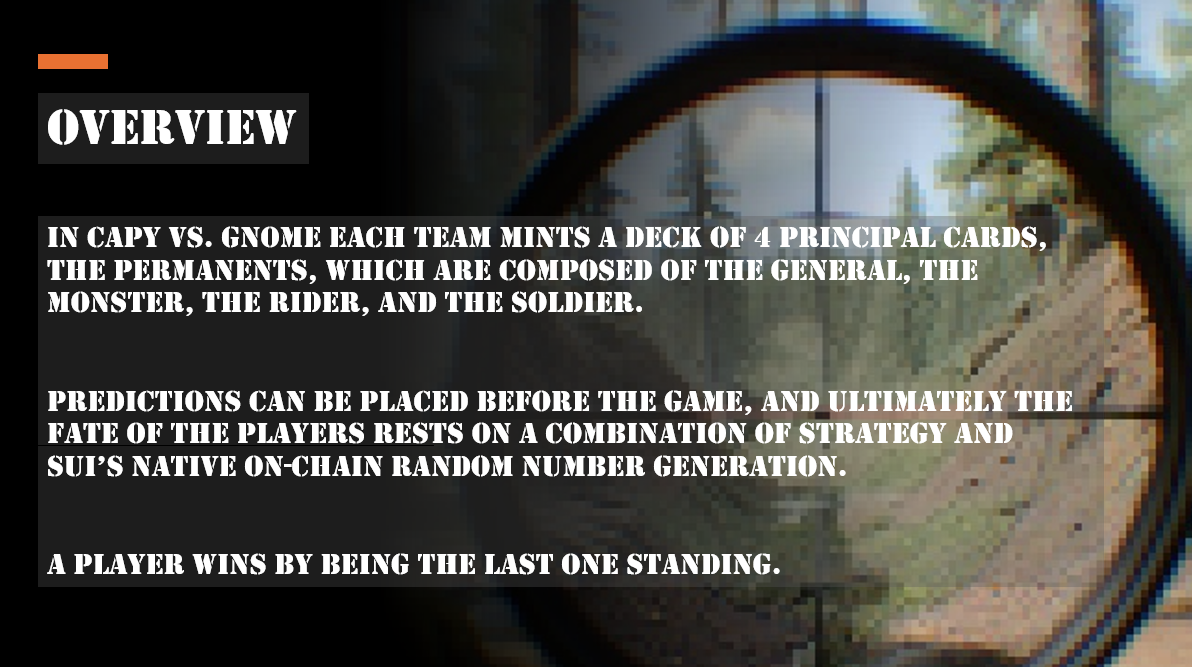 OVERVIEW
IN CAPY VS. GNOME EACH TEAM MINTS A DECK OF 4 PRINCIPAL CARDS,
THE PERMANENTS, WHICH ARE COMPOSED OF THE GENERAL, THE
MONSTER, THE RIDER, AND THE SOLDIER.
PREDICTIONS CAN BE PLACED BEFORE THE GAME, AND ULTIMATELY THE
FATE OF THE PLAYERS RESTS ON A COMBINATION OF STRATEGY AND
SUI’S NATIVE ON-CHAIN RANDOM NUMBER GENERATION.
A PLAYER WINS BY BEING THE LAST ONE STANDING.